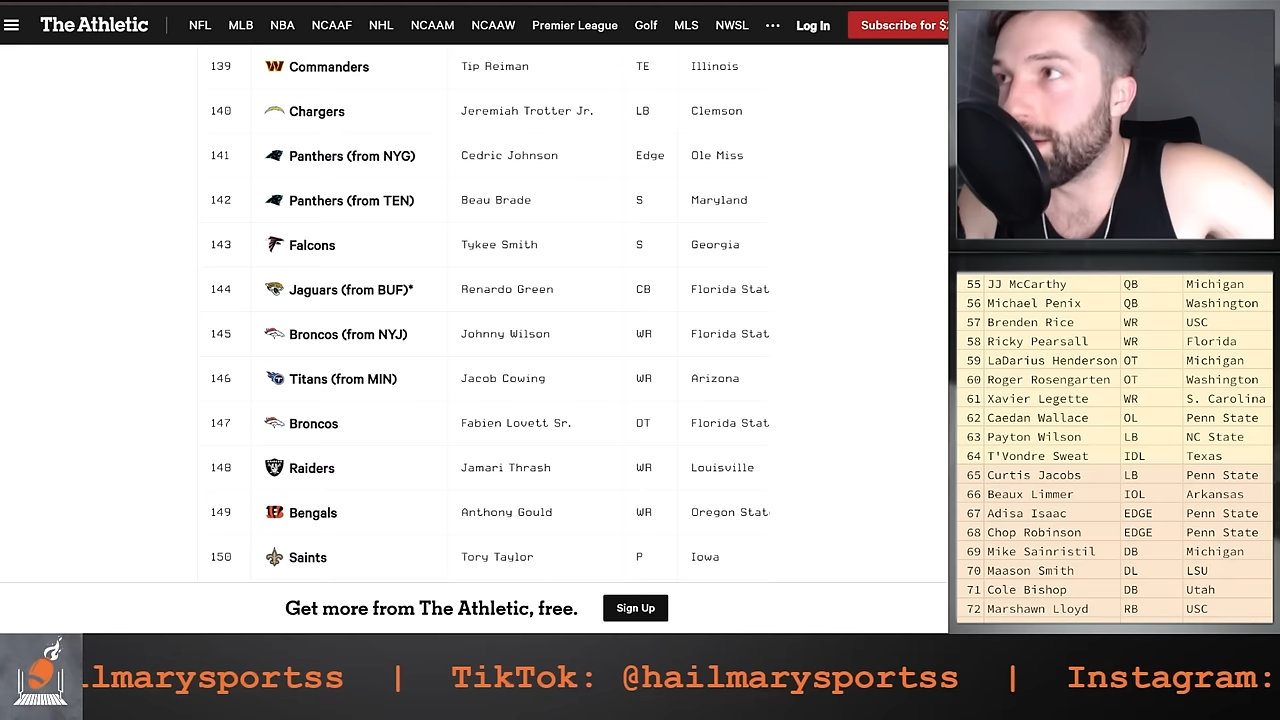 The Athletic NFL MLB NBA NCAAF NHL NCAAM NCAAW Premier League Golf MLS NWSL ••• Log In Subscribe for $
139 Commanders Tip Reiman TE Illinois
140 Chargers Jeremiah Trotter Jr. LB Clemson
141 Panthers (from NYG) Cedric Johnson Edge Ole Miss
142 Panthers (from TEN) Beau Brade S Maryland
143 Falcons Tykee Smith S Georgia
144 Jaguars (from BUF)* Renardo Green CB Florida Stat
145 Broncos (from NYJ) Johnny Wilson WR Florida Stat
146 Titans (from MIN) Jacob Cowing WR Arizona
147 Broncos Fabien Lovett Sr. DT Florida Stat
148 Raiders Jamari Thrash WR Louisville
149 Bengals Anthony Gould WR Oregon Stat
150 Saints Tory Taylor P Iowa
Get more from The Athletic, free. Sign Up
55 JJ McCarthy QB Michigan
56 Michael Penix QB Washington
57 Brenden Rice WR USC
58 Ricky Pearsall WR Florida
59 LaDarius Henderson OT Michigan
60 Roger Rosengarten OT Washington
61 Xavier Legette WR S. Carolina
62 Caedan Wallace OL Penn State
63 Payton Wilson LB NC State
64 T'Vondre Sweat IDL Texas
65 Curtis Jacobs LB Penn State
66 Beaux Limmer IOL Arkansas
67 Adisa Isaac EDGE Penn State
68 Chop Robinson EDGE Penn State
69 Mike Sainristil DB Michigan
70 Maason Smith DL LSU
71 Cole Bishop DB Utah
72 Marshawn Lloyd RB USC
ilmarysportss | TikTok: @hailmarysportss | Instagram: